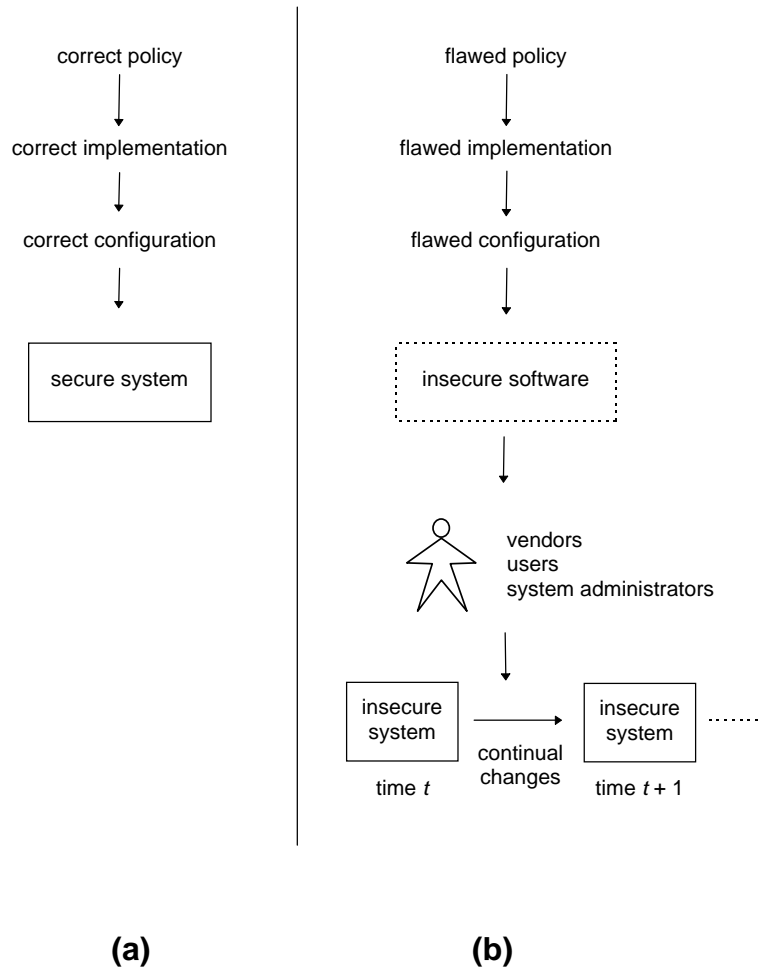 correct policy
correct implementation
correct configuration
secure system
(a)
flawed policy
flawed implementation
flawed configuration
insecure software
vendors
users
system administrators
insecure
system
time t
continual
changes
insecure
system
time t + 1
(b)